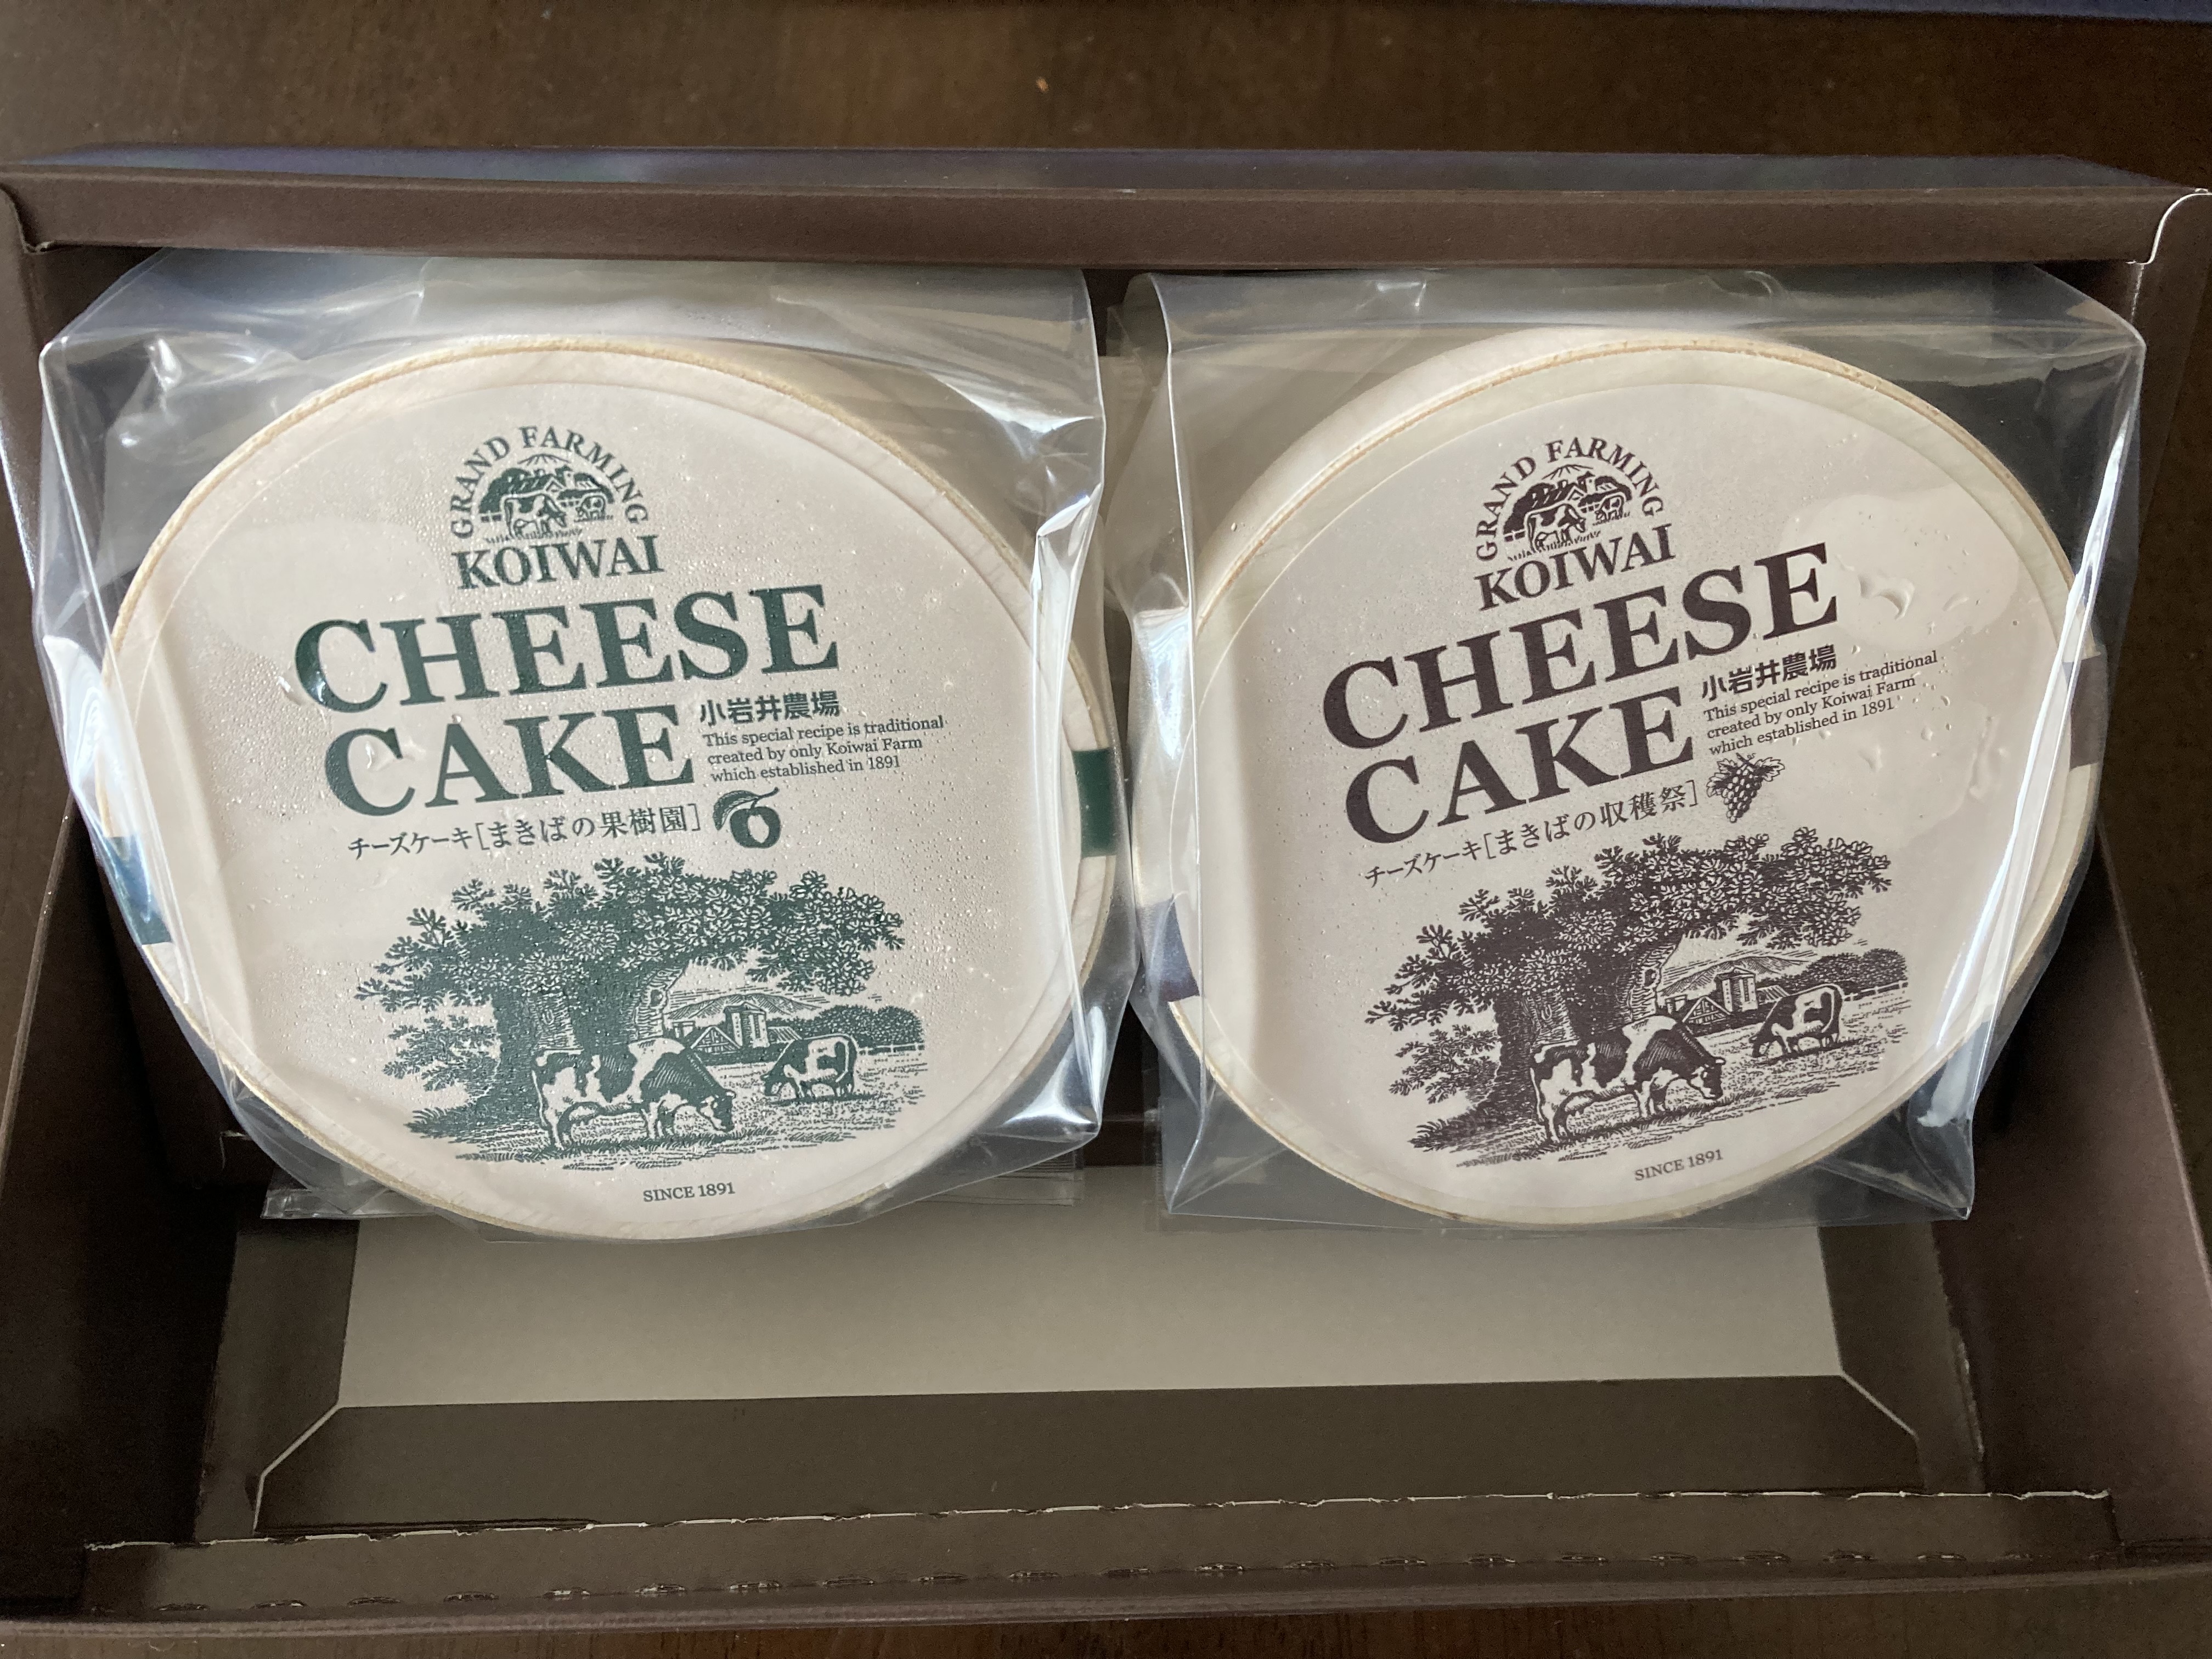 GRAND FARMING
KOIWAI
CHEESE
CAKE
小岩井農場
This special recipe is traditional
created by only Koiwai Farm
which established in 1891
チーズケーキ［まきばの果樹園］
SINCE 1891
GRAND FARMING
KOIWAI
CHEESE
CAKE
小岩井農場
This special recipe is traditional
created by only Koiwai Farm
which established in 1891
チーズケーキ［まきばの収穫祭］
SINCE 1891